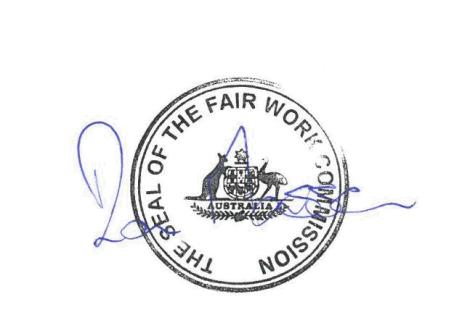 THE SEAL OF THE FAIR WORK COMMISSION
AUSTRALIA